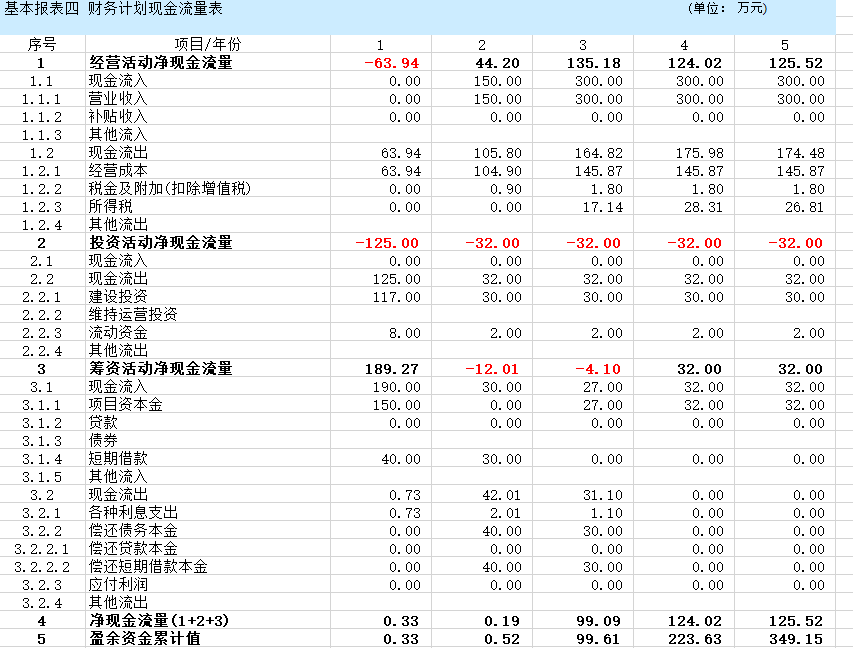 基本报表四 财务计划现金流量表 (单位: 万元)
序号 项目/年份 1 2 3 4 5
1 经营活动净现金流量 -63.94 44.20 135.18 124.02 125.52
1.1 现金流入 0.00 150.00 300.00 300.00 300.00
1.1.1 营业收入 0.00 150.00 300.00 300.00 300.00
1.1.2 补贴收入 0.00 0.00 0.00 0.00 0.00
1.1.3 其他流入
1.2 现金流出 63.94 105.80 164.82 175.98 174.48
1.2.1 经营成本 63.94 104.90 145.87 145.87 145.87
1.2.2 税金及附加(扣除增值税) 0.00 0.90 1.80 1.80 1.80
1.2.3 所得税 0.00 0.00 17.14 28.31 26.81
1.2.4 其他流出
2 投资活动净现金流量 -125.00 -32.00 -32.00 -32.00 -32.00
2.1 现金流入 0.00 0.00 0.00 0.00 0.00
2.2 现金流出 125.00 32.00 32.00 32.00 32.00
2.2.1 建设投资 117.00 30.00 30.00 30.00 30.00
2.2.2 维持运营投资
2.2.3 流动资金 8.00 2.00 2.00 2.00 2.00
2.2.4 其他流出
3 筹资活动净现金流量 189.27 -12.01 -4.10 32.00 32.00
3.1 现金流入 190.00 30.00 27.00 32.00 32.00
3.1.1 项目资本金 150.00 0.00 27.00 32.00 32.00
3.1.2 贷款 0.00 0.00 0.00 0.00 0.00
3.1.3 债券
3.1.4 短期借款 40.00 30.00 0.00 0.00 0.00
3.1.5 其他流入
3.2 现金流出 0.73 42.01 31.10 0.00 0.00
3.2.1 各种利息支出 0.73 2.01 1.10 0.00 0.00
3.2.2 偿还债务本金 0.00 40.00 30.00 0.00 0.00
3.2.2.1 偿还贷款本金 0.00 0.00 0.00 0.00 0.00
3.2.2.2 偿还短期借款本金 0.00 40.00 30.00 0.00 0.00
3.2.3 应付利润 0.00 0.00 0.00 0.00 0.00
3.2.4 其他流出
4 净现金流量(1+2+3) 0.33 0.19 99.09 124.02 125.52
5 盈余资金累计值 0.33 0.52 99.61 223.63 349.15